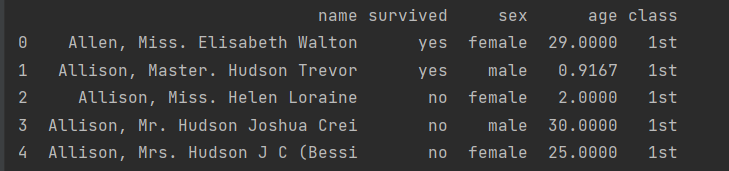 name survived sex age class
0 Allen, Miss. Elisabeth Walton yes female 29.0000 1st
1 Allison, Master. Hudson Trevor yes male 0.9167 1st
2 Allison, Miss. Helen Loraine no female 2.0000 1st
3 Allison, Mr. Hudson Joshua Crei no male 30.0000 1st
4 Allison, Mrs. Hudson J C (Bessi no female 25.0000 1st